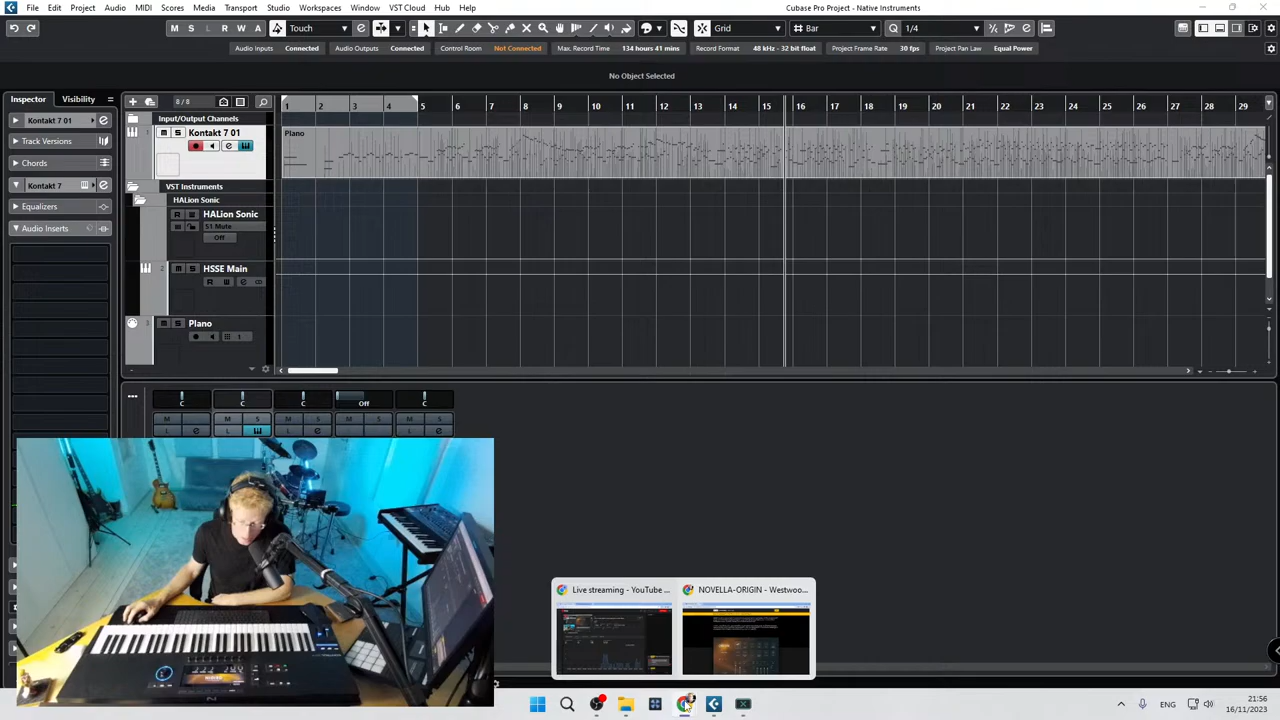 Cubase Pro Project - Native Instruments
File Edit Project Audio MIDI Scores Media Transport Studio Workspaces Window VST Cloud Hub Help
M S L R W A Touch Grid Bar Q 1/4
Audio Inputs Connected Audio Outputs Connected Control Room Not Connected Max. Record Time 134 hours 41 mins Record Format 48 kHz - 32 bit float Project Frame Rate 30 fps Project Pan Law Equal Power
No Object Selected
Inspector Visibility 8 / 8 1 2 3 4 5 6 7 8 9 10 11 12 13 14 15 16 17 18 19 20 21 22 23 24 25 26 27 28 29
Kontakt 7 01 Input/Output Channels
1 M S Kontakt 7 01 Piano
Track Versions
Chords
Kontakt 7 VST Instruments
Equalizers HALion Sonic
R W HALion Sonic
Audio Inserts S1 Mute
Off
2 M S HSSE Main
R W
3 M S Piano
1
C C C Off C
M S M S M S M S M S
L L L L
Live streaming - YouTube ... NOVELLA-ORIGIN - Westwoo...
ENG 21:56
16/11/2023